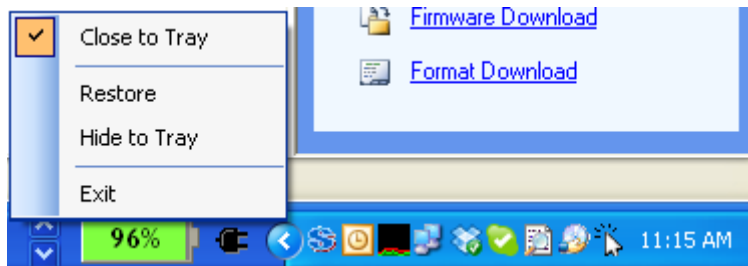 Close to Tray
Restore
Hide to Tray
Exit
Firmware Download
Format Download
96%
11:15 AM